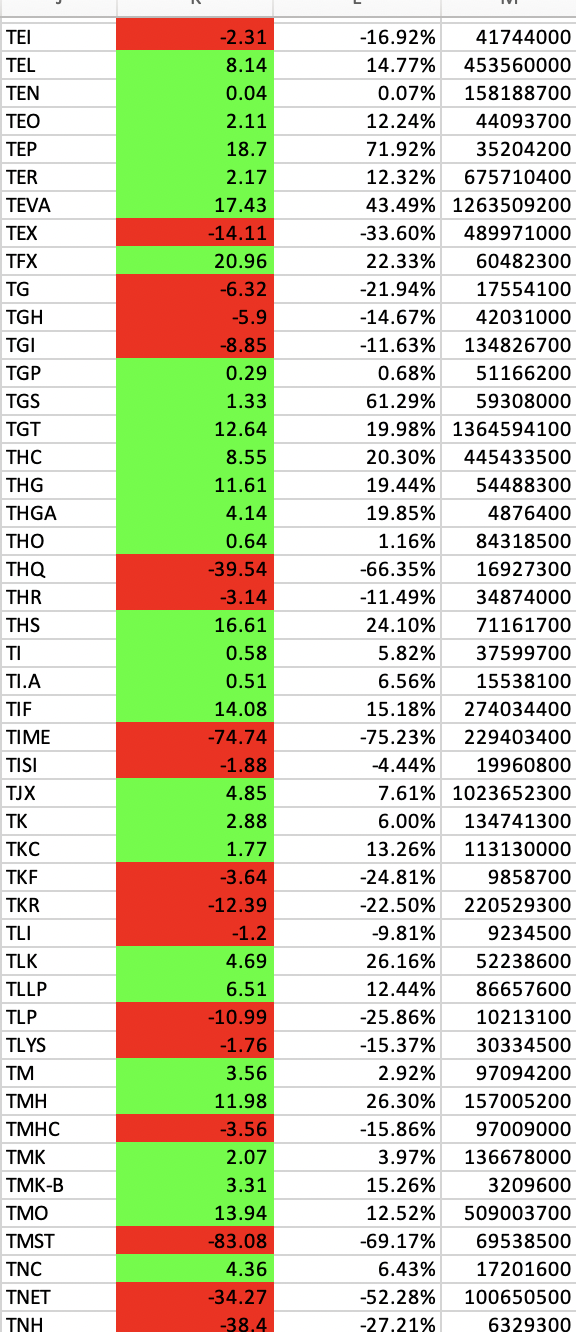 TEI -2.31 -16.92% 41744000
TEL 8.14 14.77% 453560000
TEN 0.04 0.07% 158188700
TEO 2.11 12.24% 44093700
TEP 18.7 71.92% 35204200
TER 2.17 12.32% 675710400
TEVA 17.43 43.49% 1263509200
TEX -14.11 -33.60% 489971000
TFX 20.96 22.33% 60482300
TG -6.32 -21.94% 17554100
TGH -5.9 -14.67% 42031000
TGI -8.85 -11.63% 134826700
TGP 0.29 0.68% 51166200
TGS 1.33 61.29% 59308000
TGT 12.64 19.98% 1364594100
THC 8.55 20.30% 445433500
THG 11.61 19.44% 54488300
THGA 4.14 19.85% 4876400
THO 0.64 1.16% 84318500
THQ -39.54 -66.35% 16927300
THR -3.14 -11.49% 34874000
THS 16.61 24.10% 71161700
TI 0.58 5.82% 37599700
TI.A 0.51 6.56% 15538100
TIF 14.08 15.18% 274034400
TIME -74.74 -75.23% 229403400
TISI -1.88 -4.44% 19960800
TJX 4.85 7.61% 1023652300
TK 2.88 6.00% 134741300
TKC 1.77 13.26% 113130000
TKF -3.64 -24.81% 9858700
TKR -12.39 -22.50% 220529300
TLI -1.2 -9.81% 9234500
TLK 4.69 26.16% 52238600
TLLP 6.51 12.44% 86657600
TLP -10.99 -25.86% 10213100
TLYS -1.76 -15.37% 30334500
TM 3.56 2.92% 97094200
TMH 11.98 26.30% 157005200
TMHC -3.56 -15.86% 97009000
TMK 2.07 3.97% 136678000
TMK-B 3.31 15.26% 3209600
TMO 13.94 12.52% 509003700
TMST -83.08 -69.17% 69538500
TNC 4.36 6.43% 17201600
TNET -34.27 -52.28% 100650500
TNH -38.4 -27.21% 6329300